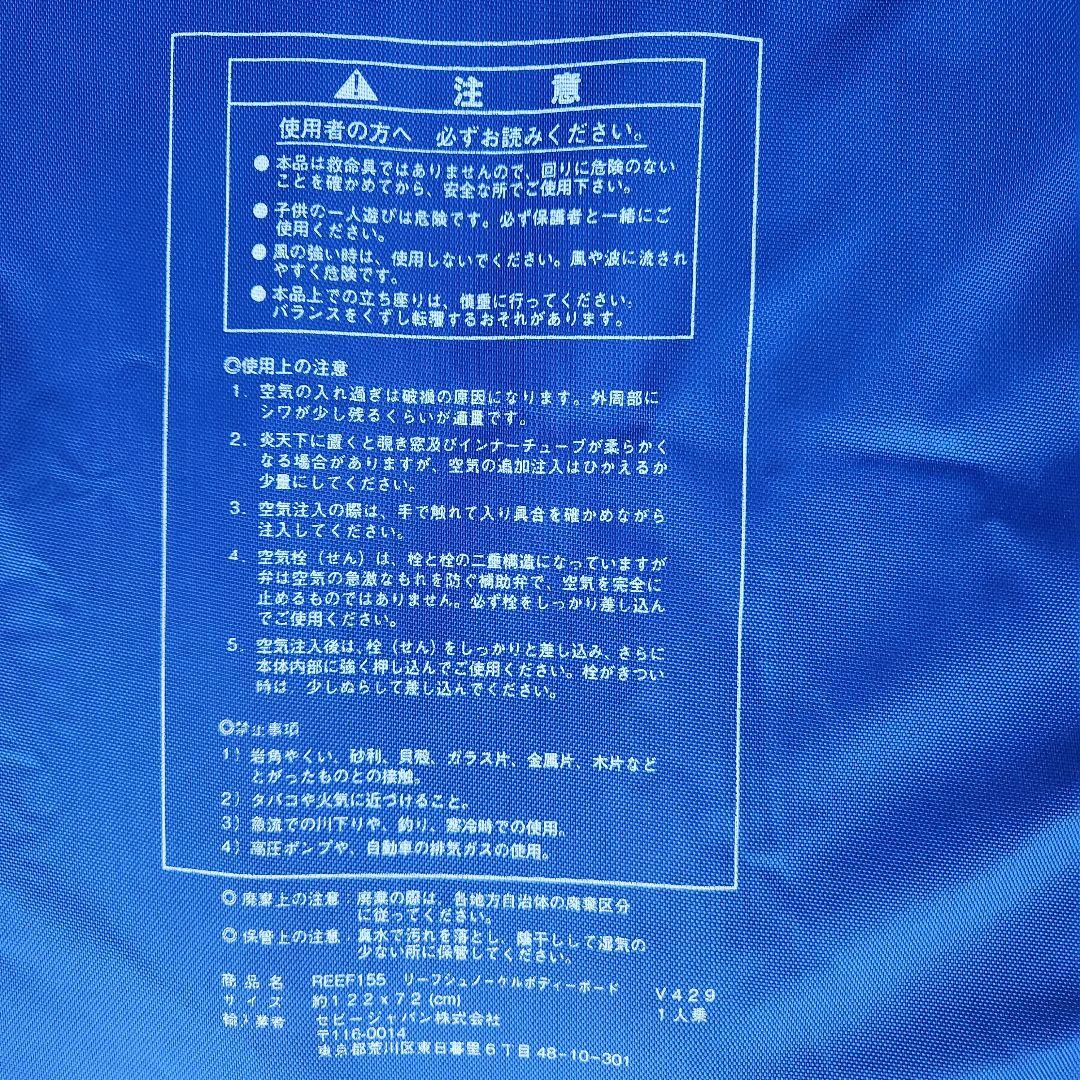 注 意
使用者の方へ 必ずお読みください。
●本品は救命具ではありませんので、回りに危険のない
ことを確かめてから、安全な所でご使用下さい。
●子供の一人遊びは危険です。必ず保護者と一緒にご
使用ください。
●風の強い時は、使用しないでください。風や波に流され
やすく危険です。
●本品上での立ち座りは、慎重に行ってください。
バランスをくずし転覆するおそれがあります。
◎使用上の注意
1. 空気の入れ過ぎは破損の原因になります。外周部に
シワが少し残るくらいが適量です。
2. 炎天下に置くと覗き窓及びインナーチューブが柔らかく
なる場合がありますが、空気の追加注入はひかえるか
少量にしてください。
3. 空気注入の際は、手で触れて入り具合を確かめながら
注入してください。
4. 空気栓（せん）は、栓と栓の二重構造になっていますが
弁は空気の急激なもれを防ぐ補助弁で、空気を完全に
止めるものではありません。必ず栓をしっかり差し込ん
でご使用ください。
5. 空気注入後は、栓（せん）をしっかりと差し込み、さらに
本体内部に強く押し込んでご使用ください。栓がきつい
時は 少しぬらして差し込んでください。
◎禁止事項
1）岩角やくい、砂利、貝殻、ガラス片、金属片、木片など
とがったものとの接触。
2）タバコや火気に近づけること。
3）急流での川下りや、釣り、寒冷時での使用。
4）高圧ポンプや、自動車の排気ガスの使用。
◎廃棄上の注意：廃棄の際は、各地方自治体の廃棄区分
に従ってください。
◎保管上の注意：真水で汚れを落とし、陰干しして湿気の
少ない所に保管してください。
商品名 REEF155 リーフシュノーケルボディーボード V429
サイズ 約122x72(cm) 1人乗
輸入業者 セビージャパン株式会社
〒116-0014
東京都荒川区東日暮里6丁目48-10-301